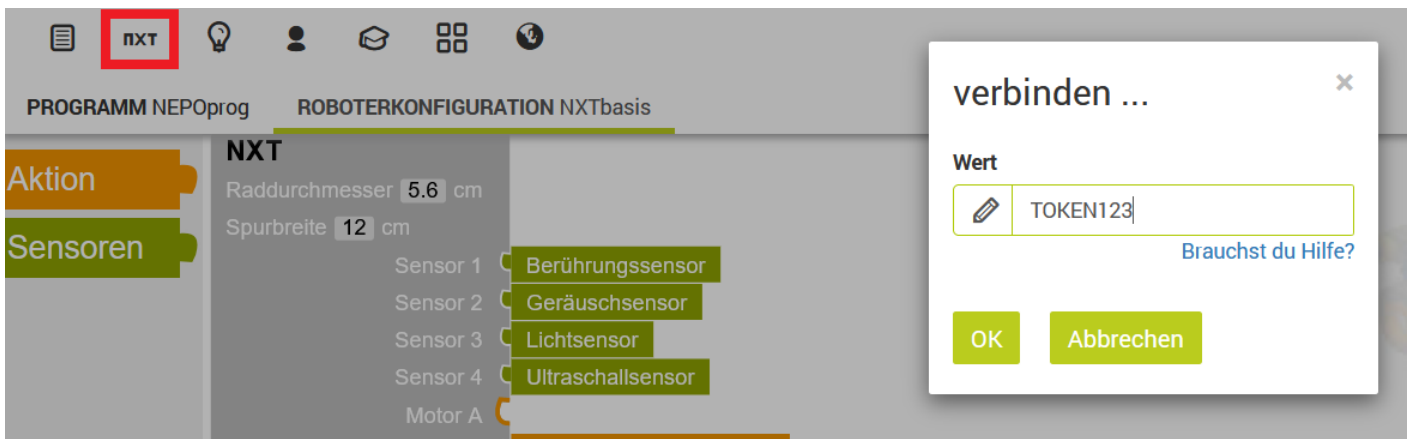 nxt
PROGRAMM NEPOprog ROBOTERKONFIGURATION NXTbasis
Aktion
Sensoren
NXT
Raddurchmesser 5.6 cm
Spurbreite 12 cm
Sensor 1 Berührungssensor
Sensor 2 Geräuschsensor
Sensor 3 Lichtsensor
Sensor 4 Ultraschallsensor
Motor A
verbinden ... ×
Wert
TOKEN123
Brauchst du Hilfe?
OK Abbrechen